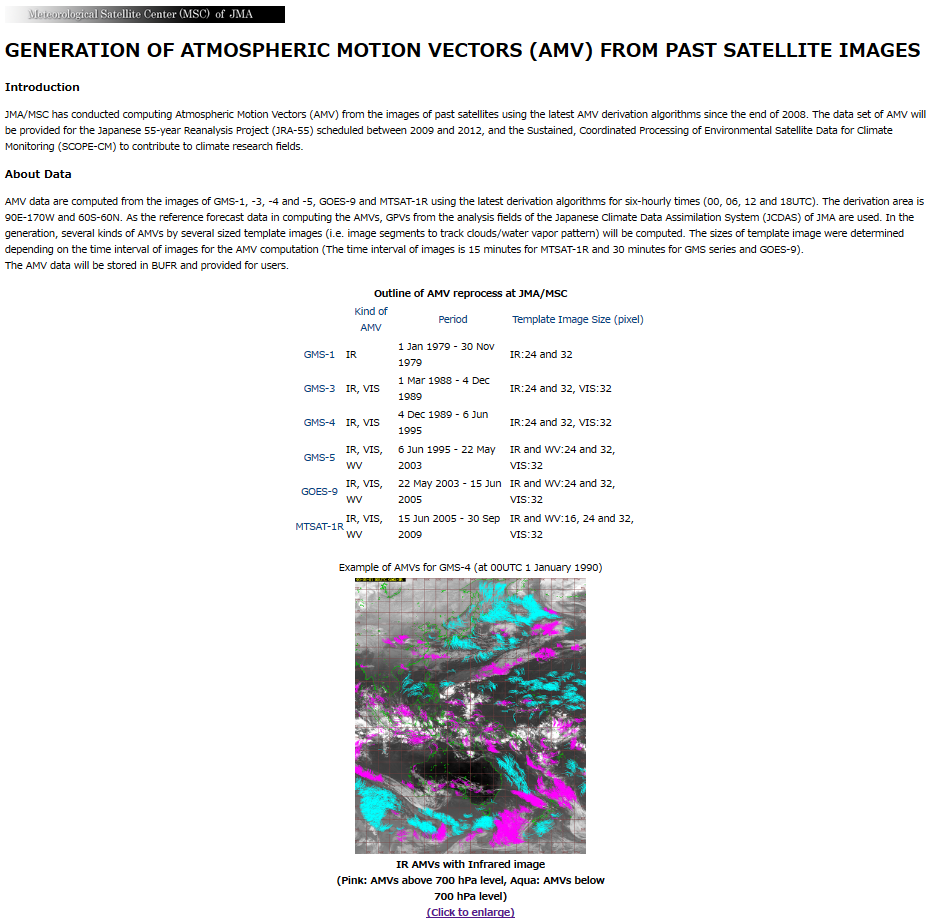 Meteorological Satellite Center (MSC) of JMA
GENERATION OF ATMOSPHERIC MOTION VECTORS (AMV) FROM PAST SATELLITE IMAGES
Introduction
JMA/MSC has conducted computing Atmospheric Motion Vectors (AMV) from the images of past satellites using the latest AMV derivation algorithms since the end of 2008. The data set of AMV will
be provided for the Japanese 55-year Reanalysis Project (JRA-55) scheduled between 2009 and 2012, and the Sustained, Coordinated Processing of Environmental Satellite Data for Climate
Monitoring (SCOPE-CM) to contribute to climate research fields.
About Data
AMV data are computed from the images of GMS-1, -3, -4 and -5, GOES-9 and MTSAT-1R using the latest derivation algorithms for six-hourly times (00, 06, 12 and 18UTC). The derivation area is
90E-170W and 60S-60N. As the reference forecast data in computing the AMVs, GPVs from the analysis fields of the Japanese Climate Data Assimilation System (JCDAS) of JMA are used. In the
generation, several kinds of AMVs by several sized template images (i.e. image segments to track clouds/water vapor pattern) will be computed. The sizes of template image were determined
depending on the time interval of images for the AMV computation (The time interval of images is 15 minutes for MTSAT-1R and 30 minutes for GMS series and GOES-9).
The AMV data will be stored in BUFR and provided for users.
Outline of AMV reprocess at JMA/MSC
Kind of
AMV
Period
Template Image Size (pixel)
GMS-1
IR
1 Jan 1979 - 30 Nov
1979
IR:24 and 32
GMS-3
IR, VIS
1 Mar 1988 - 4 Dec
1989
IR:24 and 32, VIS:32
GMS-4
IR, VIS
4 Dec 1989 - 6 Jun
1995
IR:24 and 32, VIS:32
GMS-5
IR, VIS,
WV
6 Jun 1995 - 22 May
2003
IR and WV:24 and 32,
VIS:32
GOES-9
IR, VIS,
WV
22 May 2003 - 15 Jun
2005
IR and WV:24 and 32,
VIS:32
MTSAT-1R
IR, VIS,
WV
15 Jun 2005 - 30 Sep
2009
IR and WV:16, 24 and 32,
VIS:32
Example of AMVs for GMS-4 (at 00UTC 1 January 1990)
IR AMVs with Infrared image
(Pink: AMVs above 700 hPa level, Aqua: AMVs below
700 hPa level)
(Click to enlarge)